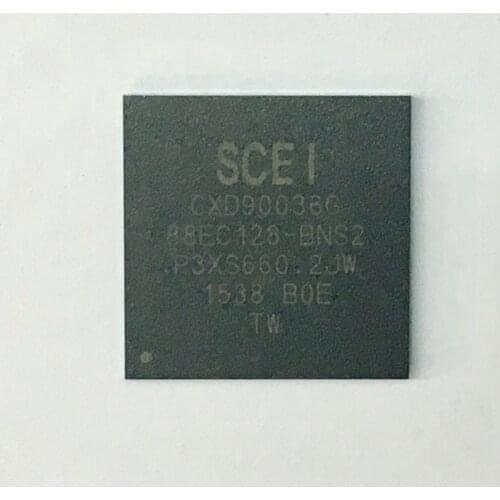 SCEI
CXD90036G
88EC128-BNS2
P3XS660.2JW
1538 B0E
TW